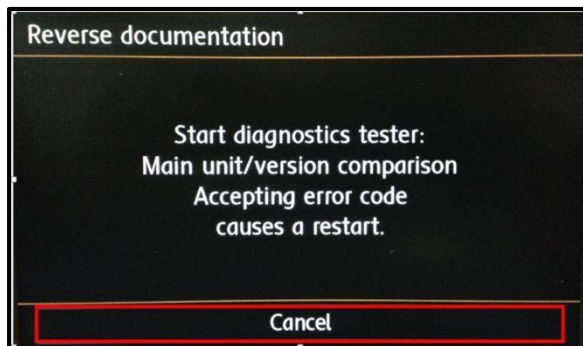 Reverse documentation
Start diagnostics tester:
Main unit/version comparison
Accepting error code
causes a restart.
Cancel